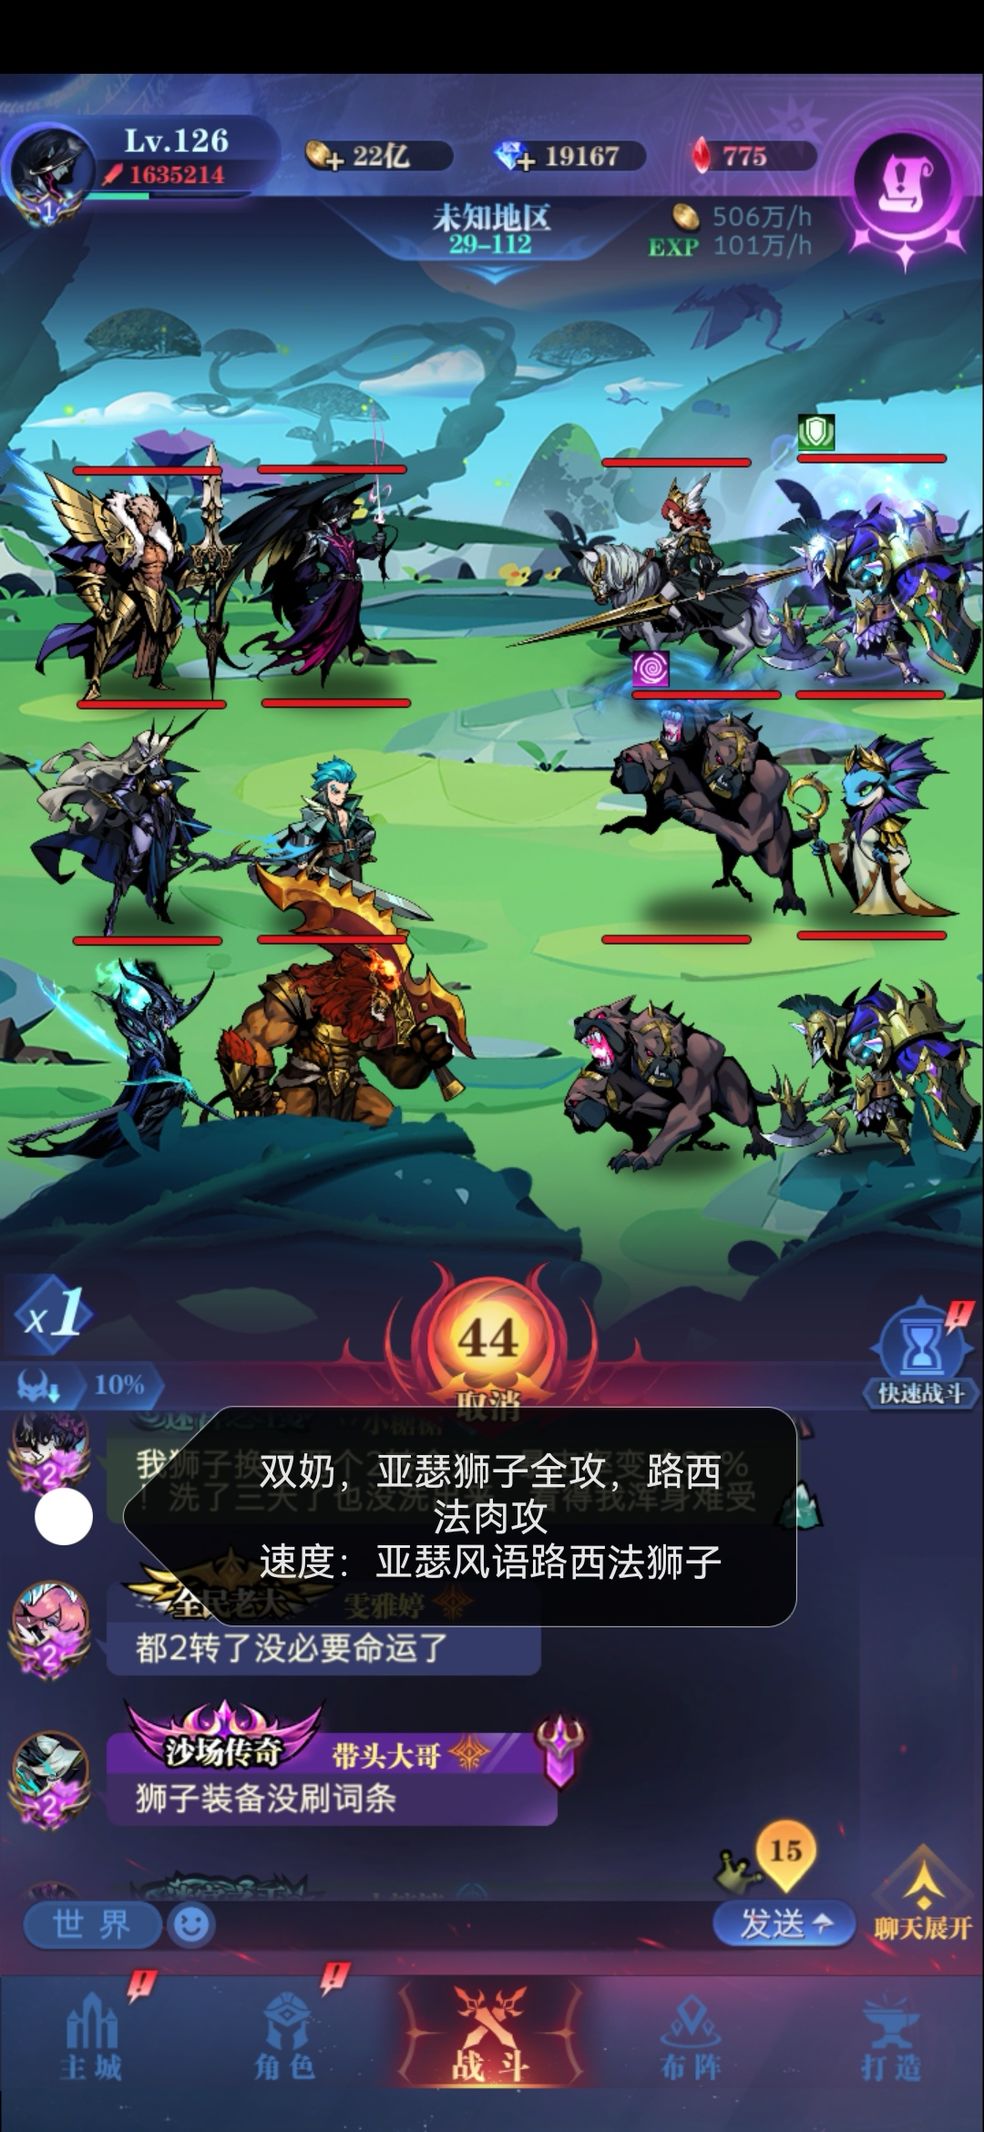 Lv.126
1635214
1
22亿
19167
775
未知地区
29-112
506万/h
EXP 101万/h
x1
44
取消
10%
快速战斗
双奶，亚瑟狮子全攻，路西
法肉攻
速度：亚瑟风语路西法狮子
2
全民老大 雯雅婷
都2转了没必要命运了
2
沙场传奇 带头大哥
狮子装备没刷词条
2
15
世界
发送
聊天展开
主城
角色
战斗
布阵
打造